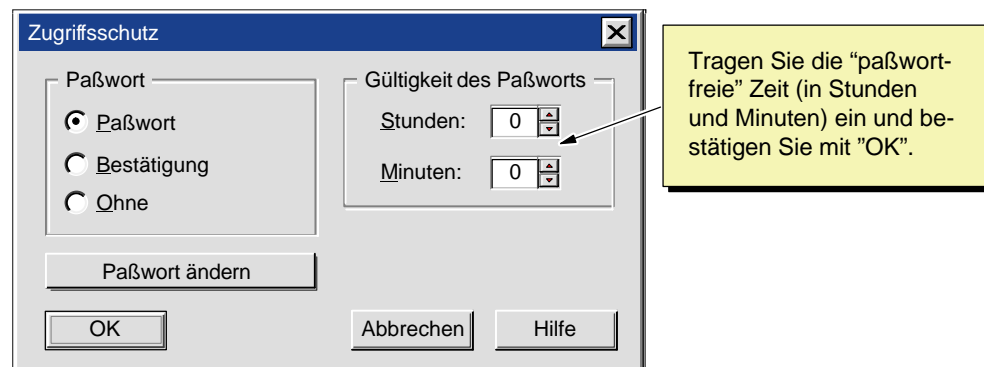 Zugriffsschutz
Paßwort
Paßwort
Bestätigung
Ohne
Gültigkeit des Paßworts
Stunden: 0
Minuten: 0
Paßwort ändern
OK
Abbrechen
Hilfe
Tragen Sie die “paßwort-
freie” Zeit (in Stunden
und Minuten) ein und be-
stätigen Sie mit ”OK”.